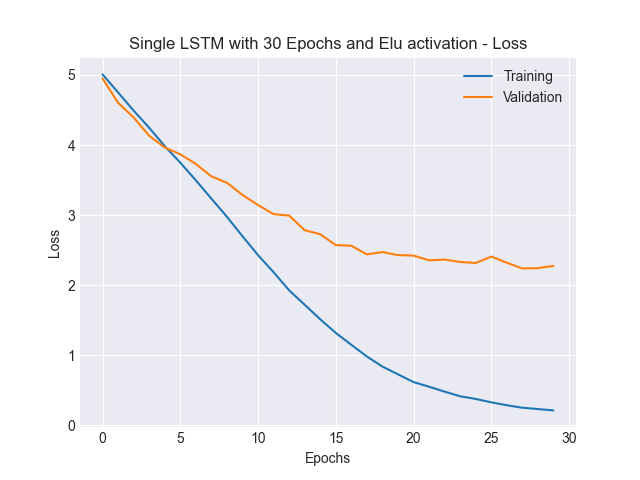 Single LSTM with 30 Epochs and Elu activation - Loss
Training
Validation
5
4
3
2
1
0
Loss
0 5 10 15 20 25 30
Epochs